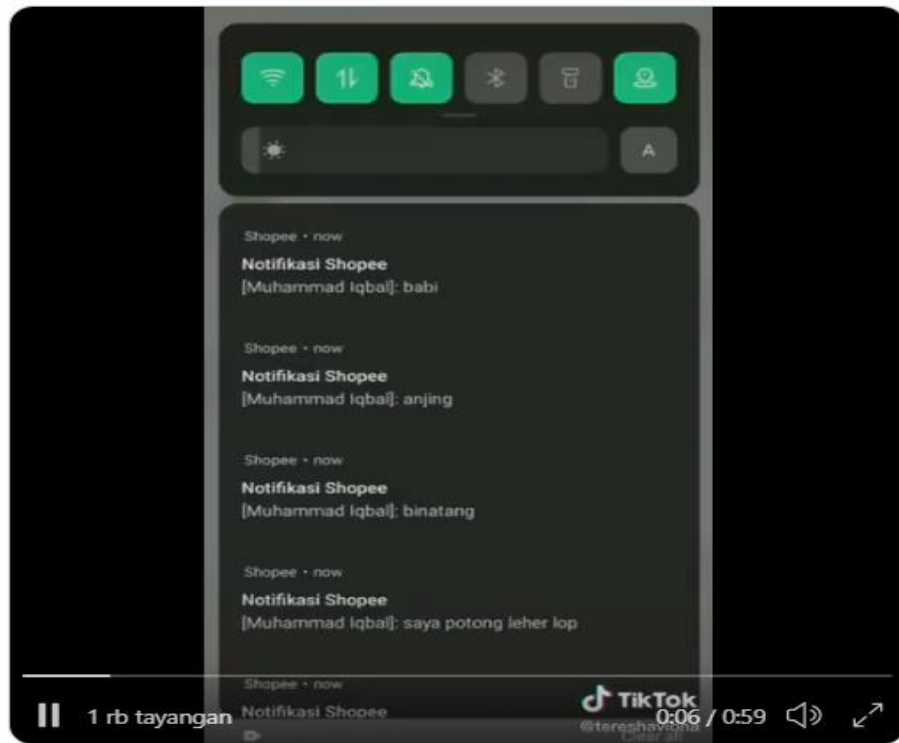 A
Shopee • now
Notifikasi Shopee
[Muhammad Iqbal]: babi
Shopee • now
Notifikasi Shopee
[Muhammad Iqbal]: anjing
Shopee • now
Notifikasi Shopee
[Muhammad Iqbal]: binatang
Shopee • now
Notifikasi Shopee
[Muhammad Iqbal]: saya potong leher lop
Shopee • now
Notifikasi Shopee
TikTok
1 rb tayangan
0:06 / 0:59
Clear all